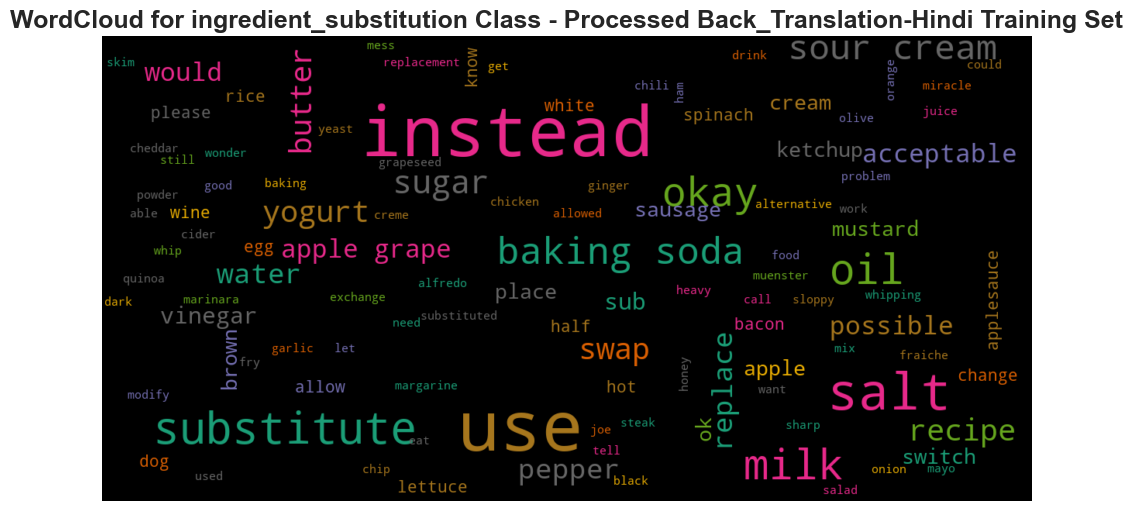 WordCloud for ingredient_substitution Class - Processed Back_Translation-Hindi Training Set
mess
skim
would
replacement
know
get
drink
sour cream
could
butter
rice
please
white
chili
ham
orange
miracle
cream
spinach
olive
juice
yeast
instead
cheddar
still
wonder
grapeseed
ketchup
acceptable
problem
powder
good
baking
sugar
ginger
okay
able
wine
yogurt
creme
chicken
allowed
sausage
alternative
work
cider
mustard
whip
egg
apple grape
baking soda
food
oil
quinoa
water
alfredo
place
heavy
muenster
whipping
applesauce
dark
marinara
exchange
sub
call
sloppy
vinegar
need
substituted
half
bacon
possible
brown
garlic
let
swap
replace
mix
fraiche
fry
apple
change
modify
allow
margarine
hot
honey
want
salt
substitute
eat
use
joe
steak
ok
sharp
recipe
dog
tell
switch
used
chip
pepper
black
milk
onion
mayo
lettuce
salad